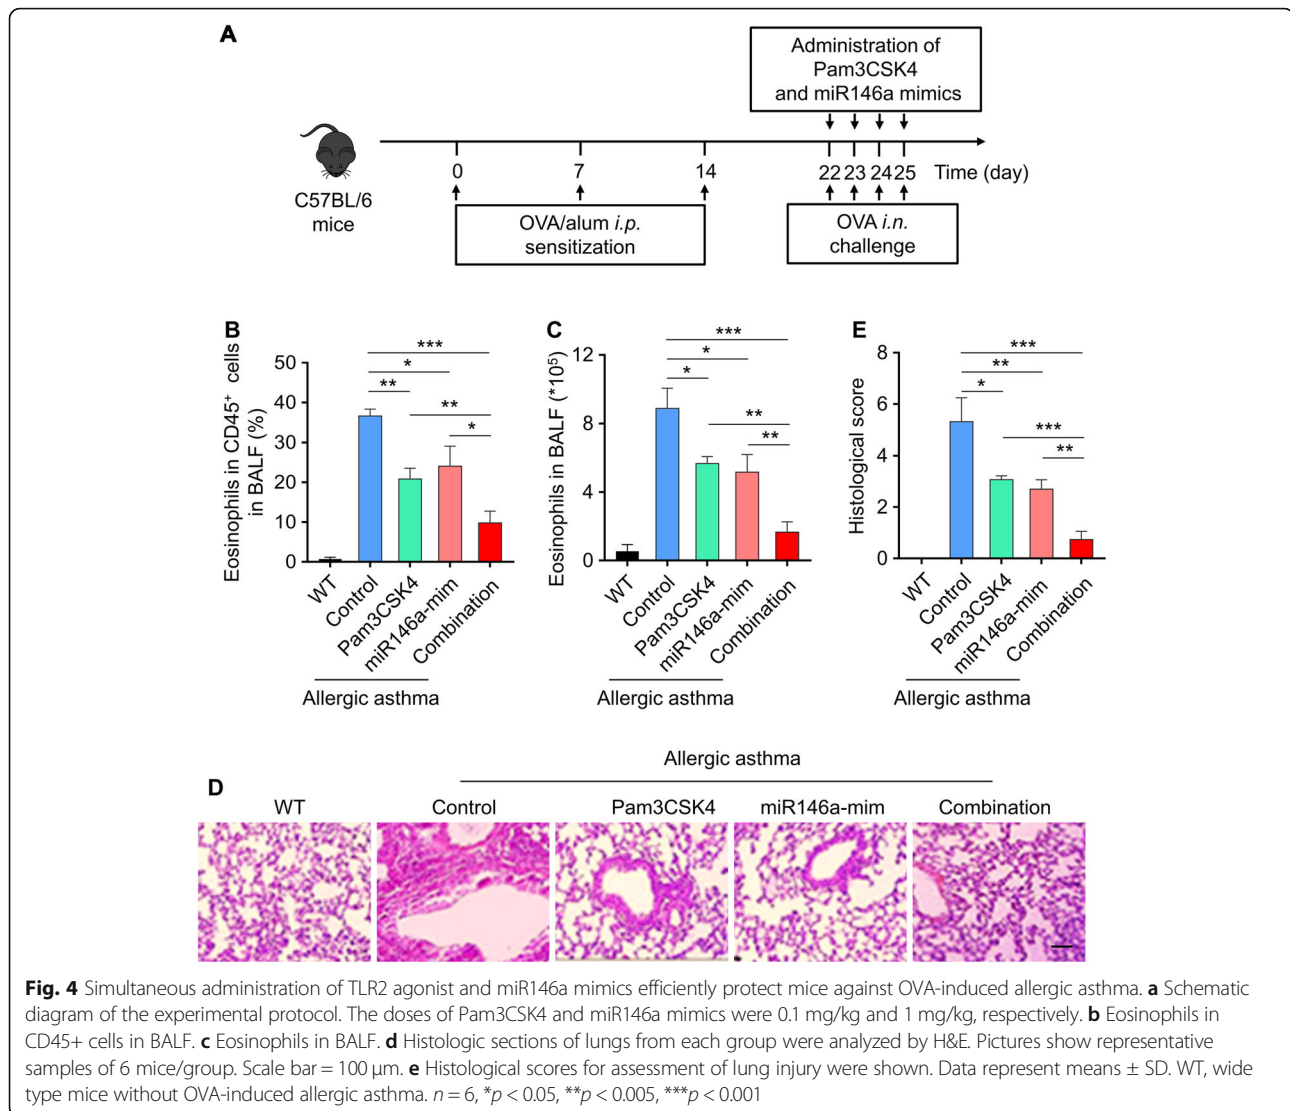 A
Administration of
Pam3CSK4
and miR146a mimics
C57BL/6
mice
0
7
14
22 23 24 25
Time (day)
OVA/alum i.p.
sensitization
OVA i.n.
challenge
B
Eosinophils in CD45⁺ cells
in BALF (%)
50
40
30
20
10
0
***
*
**
**
*
WT
Control
Pam3CSK4
miR146a-mim
Combination
Allergic asthma
C
Eosinophils in BALF (*10⁵)
12
8
4
0
***
*
*
**
**
WT
Control
Pam3CSK4
miR146a-mim
Combination
Allergic asthma
E
Histological score
8
6
4
2
0
***
**
*
***
**
WT
Control
Pam3CSK4
miR146a-mim
Combination
Allergic asthma
D
Allergic asthma
WT
Control
Pam3CSK4
miR146a-mim
Combination
Fig. 4 Simultaneous administration of TLR2 agonist and miR146a mimics efficiently protect mice against OVA-induced allergic asthma. a Schematic
diagram of the experimental protocol. The doses of Pam3CSK4 and miR146a mimics were 0.1 mg/kg and 1 mg/kg, respectively. b Eosinophils in
CD45+ cells in BALF. c Eosinophils in BALF. d Histologic sections of lungs from each group were analyzed by H&E. Pictures show representative
samples of 6 mice/group. Scale bar = 100 μm. e Histological scores for assessment of lung injury were shown. Data represent means ± SD. WT, wide
type mice without OVA-induced allergic asthma. n = 6, *p < 0.05, **p < 0.005, ***p < 0.001